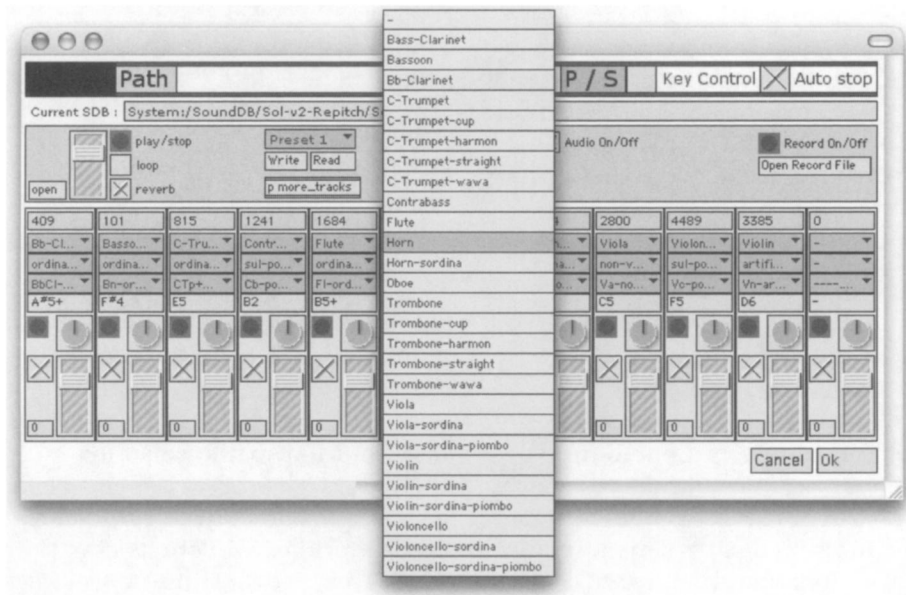 Path
P / S
Key Control
Auto stop
Current SDB : System:/SoundDB/Sol-v2-Repitch/S
play/stop
loop
reverb
open
Preset 1
Write Read
p more_tracks
Audio On/Off
Record On/Off
Open Record File
409 101 815 1241 1684 2800 4489 3385 0
Bb-Cl... Basso... C-Tru... Contr... Flute Viola Violon... Violin -
ordina... ordina... ordina... sul-po... ordina... non-v... sul-po... artifi... -
BbCl-... Bn-or... CTp+... Cb-po... Fl-ord... Va-no... Vc-po... Vn-ar... ----...
A#5+ F#4 E5 B2 B5+ C5 F5 D6 -
0 0 0 0 0 0 0 0 0
Cancel Ok
-
Bass-Clarinet
Bassoon
Bb-Clarinet
C-Trumpet
C-Trumpet-cup
C-Trumpet-harmon
C-Trumpet-straight
C-Trumpet-wawa
Contrabass
Flute
Horn
Horn-sordina
Oboe
Trombone
Trombone-cup
Trombone-harmon
Trombone-straight
Trombone-wawa
Viola
Viola-sordina
Viola-sordina-piombo
Violin
Violin-sordina
Violin-sordina-piombo
Violoncello
Violoncello-sordina
Violoncello-sordina-piombo